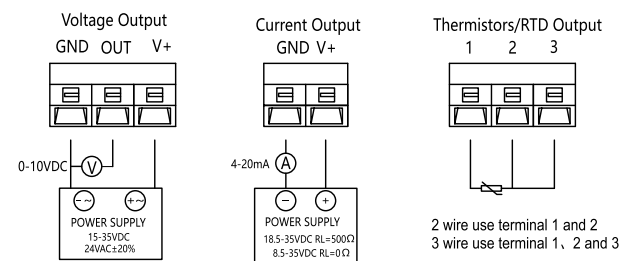 Voltage Output
GND OUT V+
0-10VDC V
- ~ + ~
POWER SUPPLY
15-35VDC
24VAC±20%
Current Output
GND V+
4-20mA A
- +
POWER SUPPLY
18.5-35VDC RL=500Ω
8.5-35VDC RL=0Ω
Thermistors/RTD Output
1 2 3
2 wire use terminal 1 and 2
3 wire use terminal 1、2 and 3